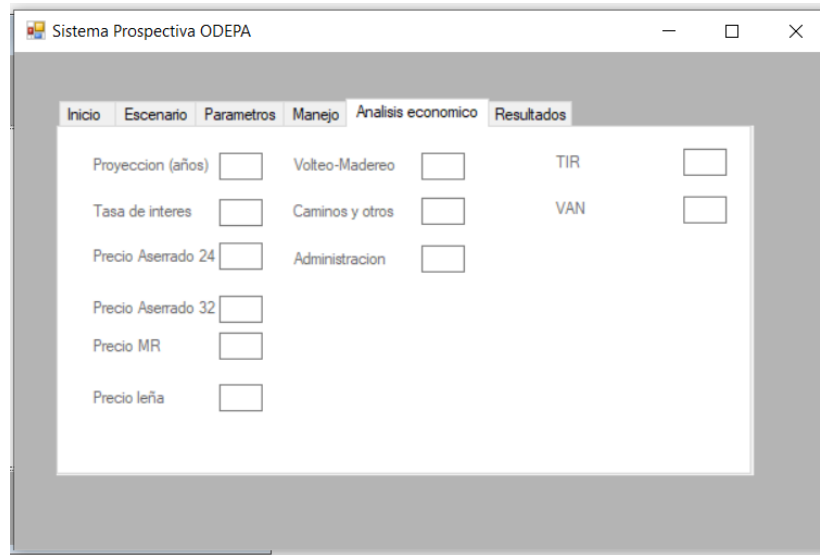 Sistema Prospectiva ODEPA
Inicio Escenario Parametros Manejo Analisis economico Resultados
Proyeccion (años) Volteo-Madereo TIR
Tasa de interes Caminos y otros VAN
Precio Aserrado 24 Administracion
Precio Aserrado 32
Precio MR
Precio leña